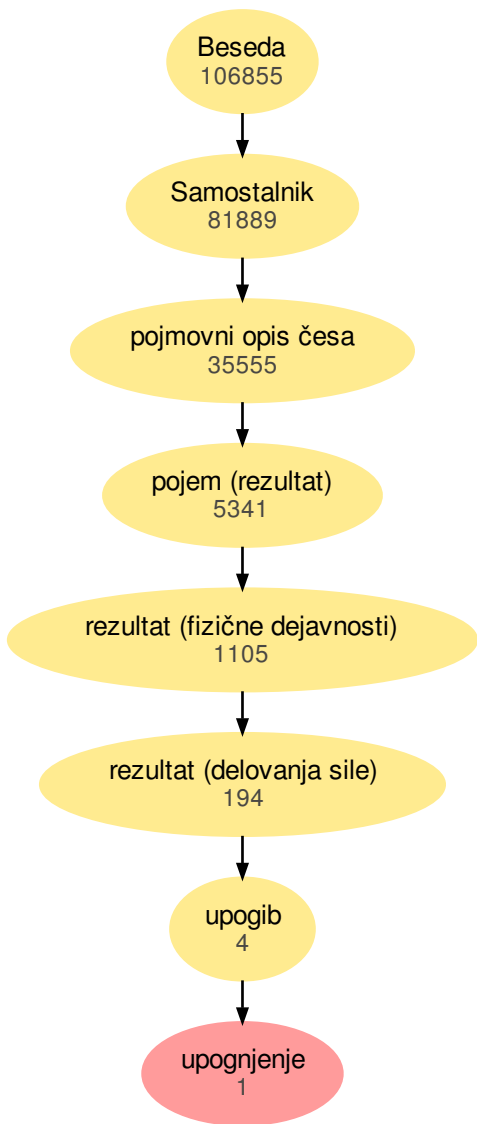 Beseda
106855
Samostalnik
81889
pojmovni opis česa
35555
pojem (rezultat)
5341
rezultat (fizične dejavnosti)
1105
rezultat (delovanja sile)
194
upogib
4
upognjenje
1